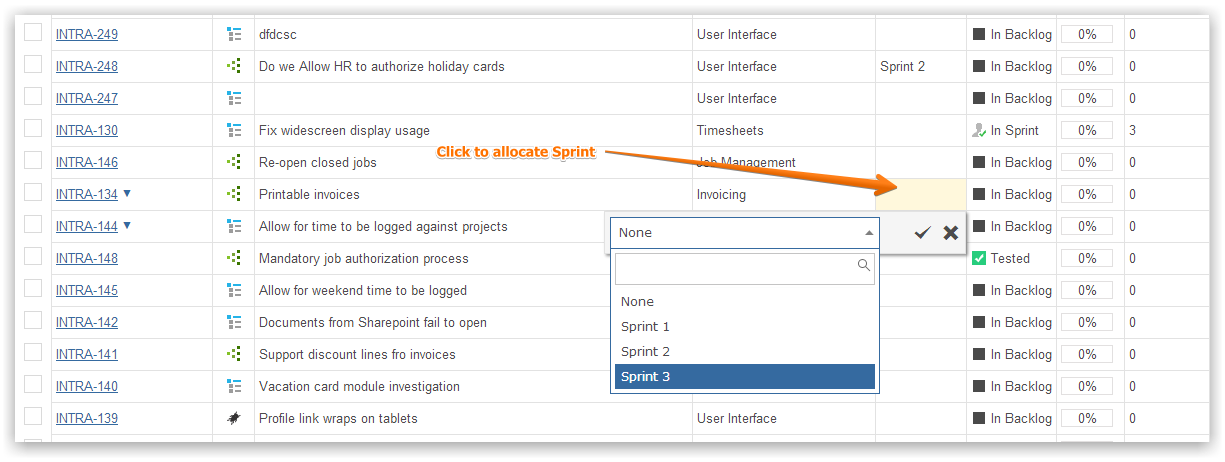 INTRA-249 dfdcsc User Interface In Backlog 0% 0
INTRA-248 Do we Allow HR to authorize holiday cards User Interface Sprint 2 In Backlog 0% 0
INTRA-247 User Interface In Backlog 0% 0
INTRA-130 Fix widescreen display usage Timesheets In Sprint 0% 3
Click to allocate Sprint
INTRA-146 Re-open closed jobs Job Management In Backlog 0% 0
INTRA-134 Printable invoices Invoicing In Backlog 0% 0
INTRA-144 Allow for time to be logged against projects In Backlog 0% 0
None
INTRA-148 Mandatory job authorization process Tested 0% 0
INTRA-145 Allow for weekend time to be logged In Backlog 0% 0
None
INTRA-142 Documents from Sharepoint fail to open In Backlog 0% 0
Sprint 1
INTRA-141 Support discount lines fro invoices In Backlog 0% 0
Sprint 2
INTRA-140 Vacation card module investigation In Backlog 0% 0
Sprint 3
INTRA-139 Profile link wraps on tablets User Interface In Backlog 0% 0